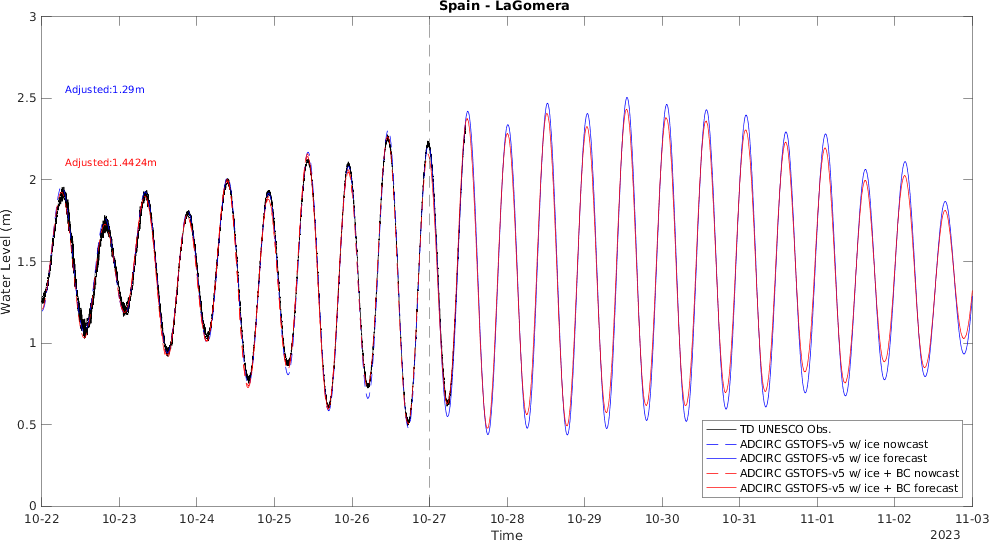 Spain - LaGomera
3
2.5
2
1.5
1
0.5
0
Water Level (m)
Adjusted:1.29m
Adjusted:1.4424m
TD UNESCO Obs.
ADCIRC GSTOFS-v5 w/ ice nowcast
ADCIRC GSTOFS-v5 w/ ice forecast
ADCIRC GSTOFS-v5 w/ ice + BC nowcast
ADCIRC GSTOFS-v5 w/ ice + BC forecast
10-22 10-23 10-24 10-25 10-26 10-27 10-28 10-29 10-30 10-31 11-01 11-02 11-03
Time
2023